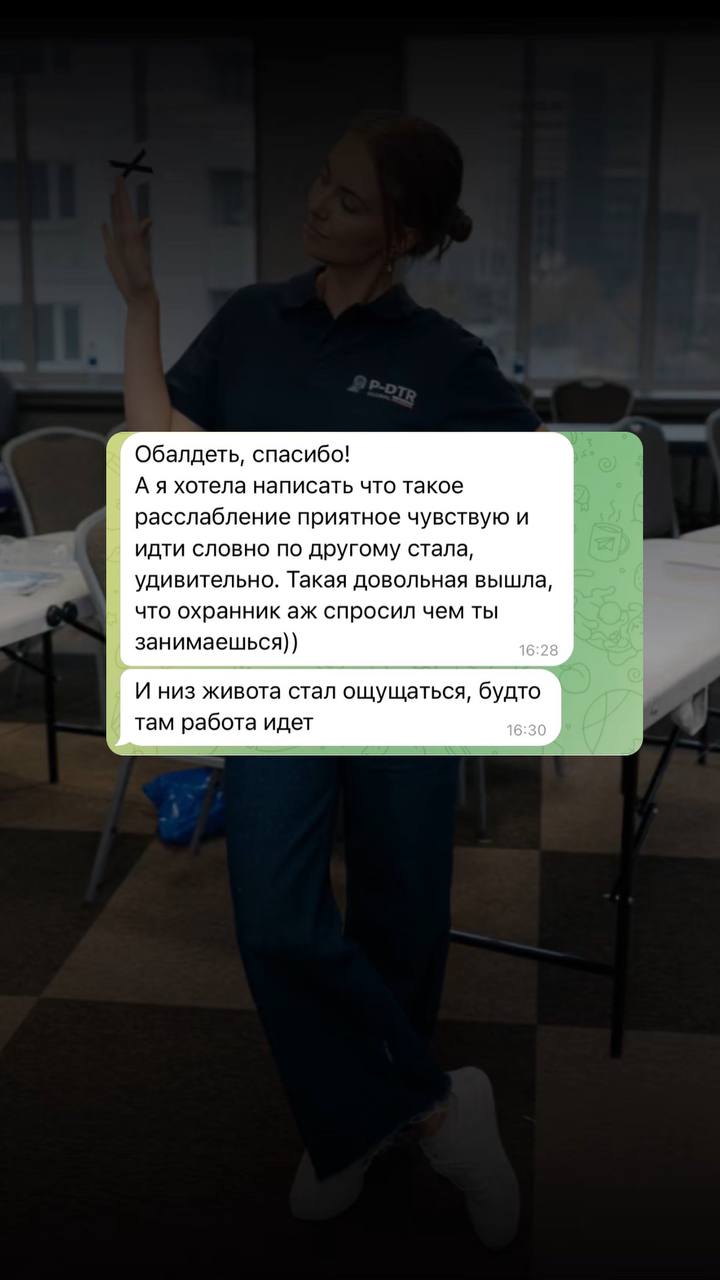 P-DTR
Обалдеть, спасибо!
А я хотела написать что такое
расслабление приятное чувствую и
идти словно по другому стала,
удивительно. Такая довольная вышла,
что охранник аж спросил чем ты
занимаешься))
16:28
И низ живота стал ощущаться, будто
там работа идет
16:30